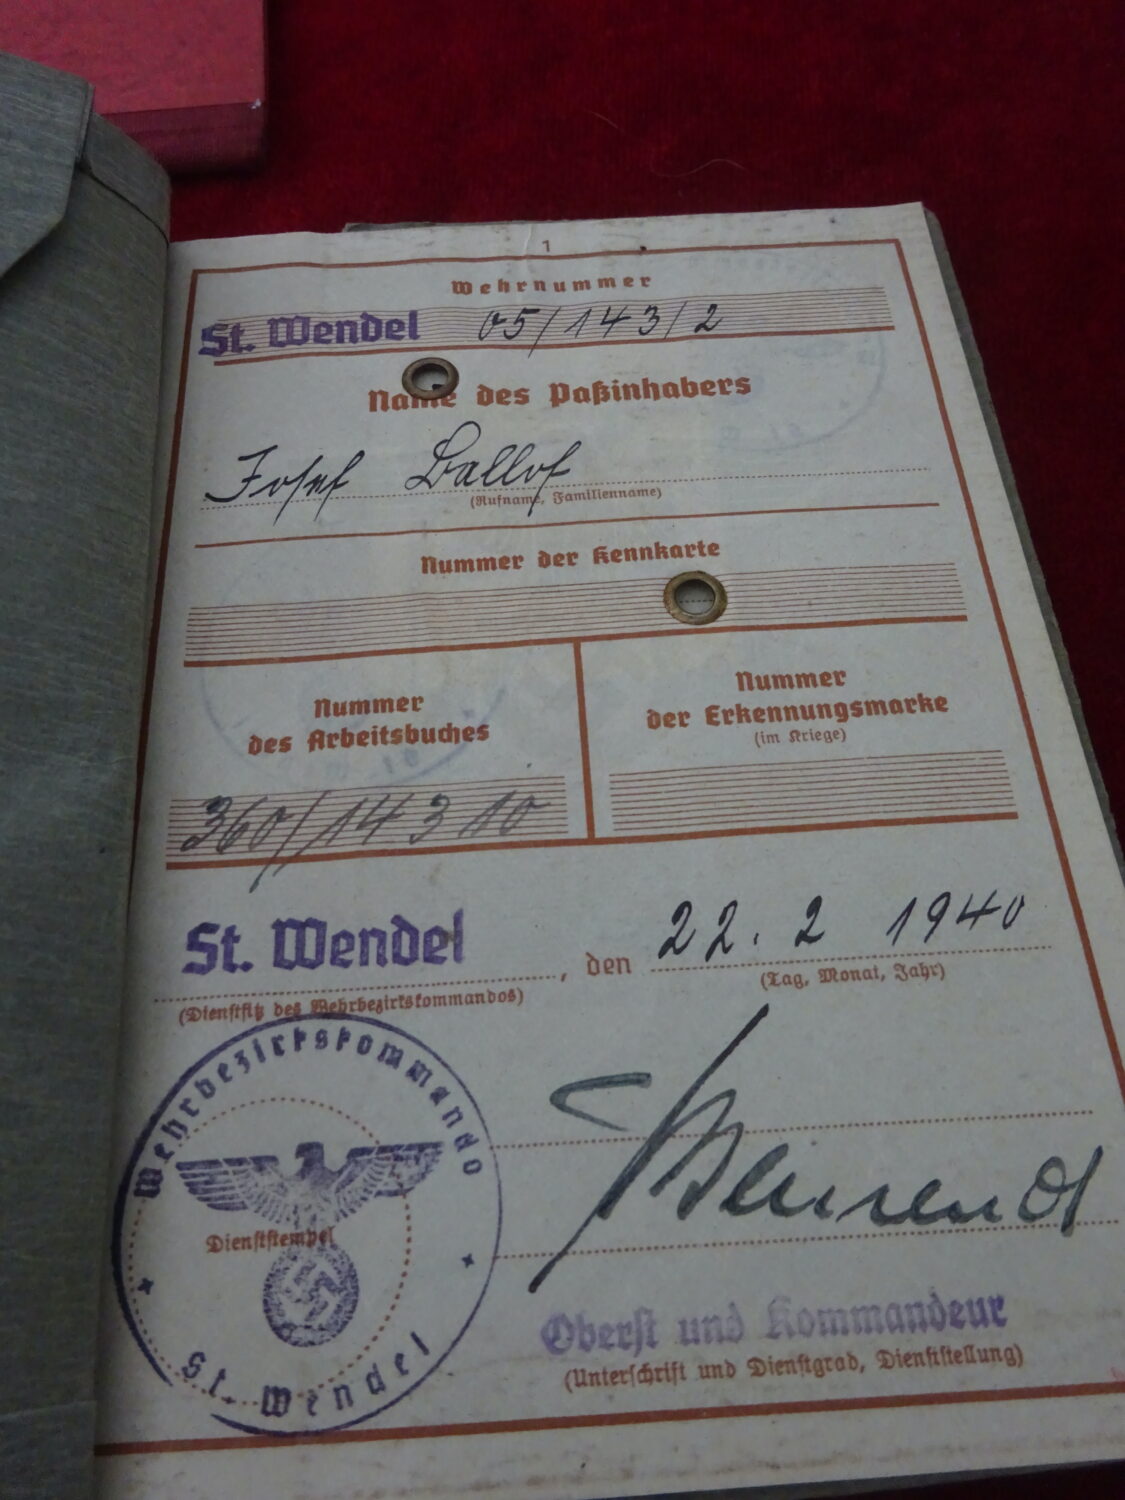 1
Wehrnummer
St. Wendel 05/143/2
Name des Paßinhabers
Josef Ballof
(Rufname, Familienname)
Nummer der Kennkarte
Nummer
des Arbeitsbuches
360/14310
Nummer
der Erkennungsmarke
(im Kriege)
St. Wendel, den 22. 2 1940
(Dienstsitz des Wehrbezirkskommandos)
(Tag, Monat, Jahr)
Wehrbezirkskommando
Dienststempel
St. Wendel
Oberst und Kommandeur
(Unterschrift und Dienstgrad, Dienststellung)